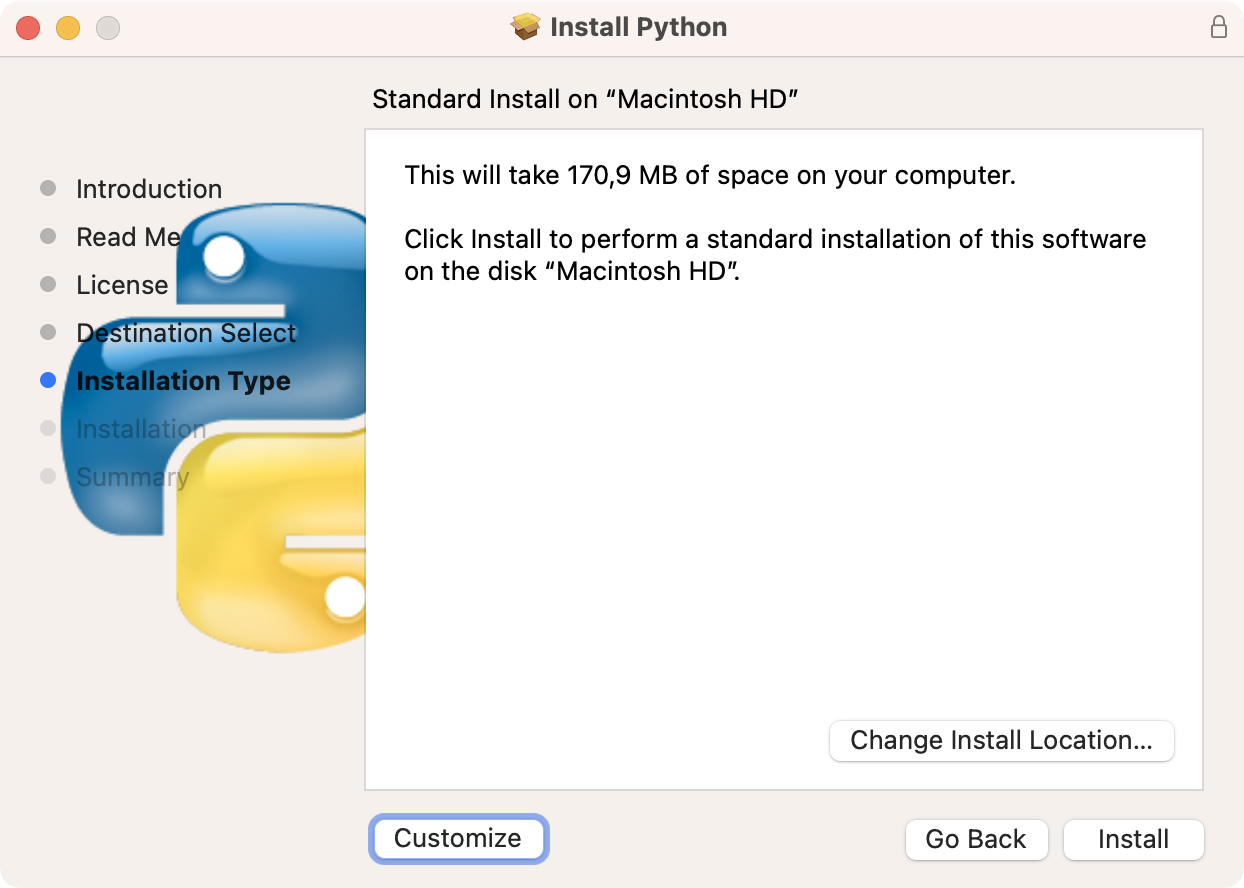 Install Python
Standard Install on “Macintosh HD”
Introduction
Read Me
License
Destination Select
Installation Type
Installation
Summary
This will take 170,9 MB of space on your computer.
Click Install to perform a standard installation of this software
on the disk “Macintosh HD”.
Change Install Location...
Customize
Go Back
Install